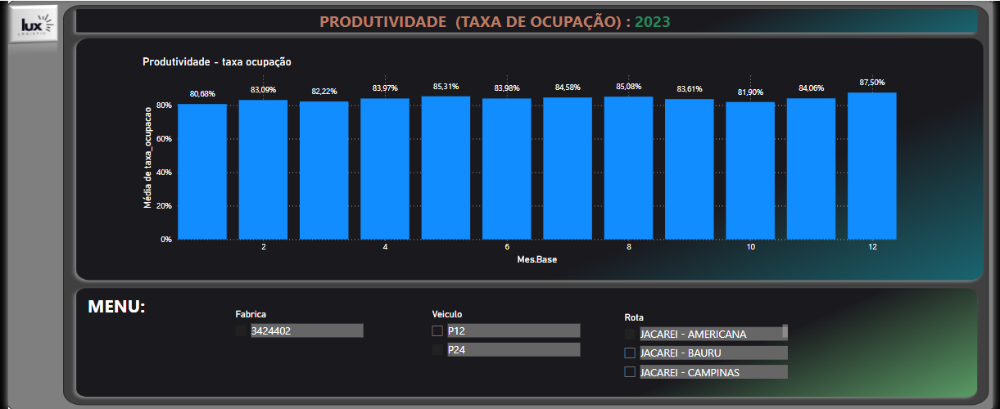 lux
LOGISTIC
PRODUTIVIDADE (TAXA DE OCUPAÇÃO) : 2023
Produtividade - taxa ocupação
Média de taxa_ocupacao
80,68%
83,09%
82,22%
83,97%
85,31%
83,98%
84,58%
85,08%
83,61%
81,90%
84,06%
87,50%
80%
60%
40%
20%
0%
2
4
6
8
10
12
Mes.Base
MENU:
Fabrica
3424402
Veiculo
P12
P24
Rota
JACAREI - AMERICANA
JACAREI - BAURU
JACAREI - CAMPINAS